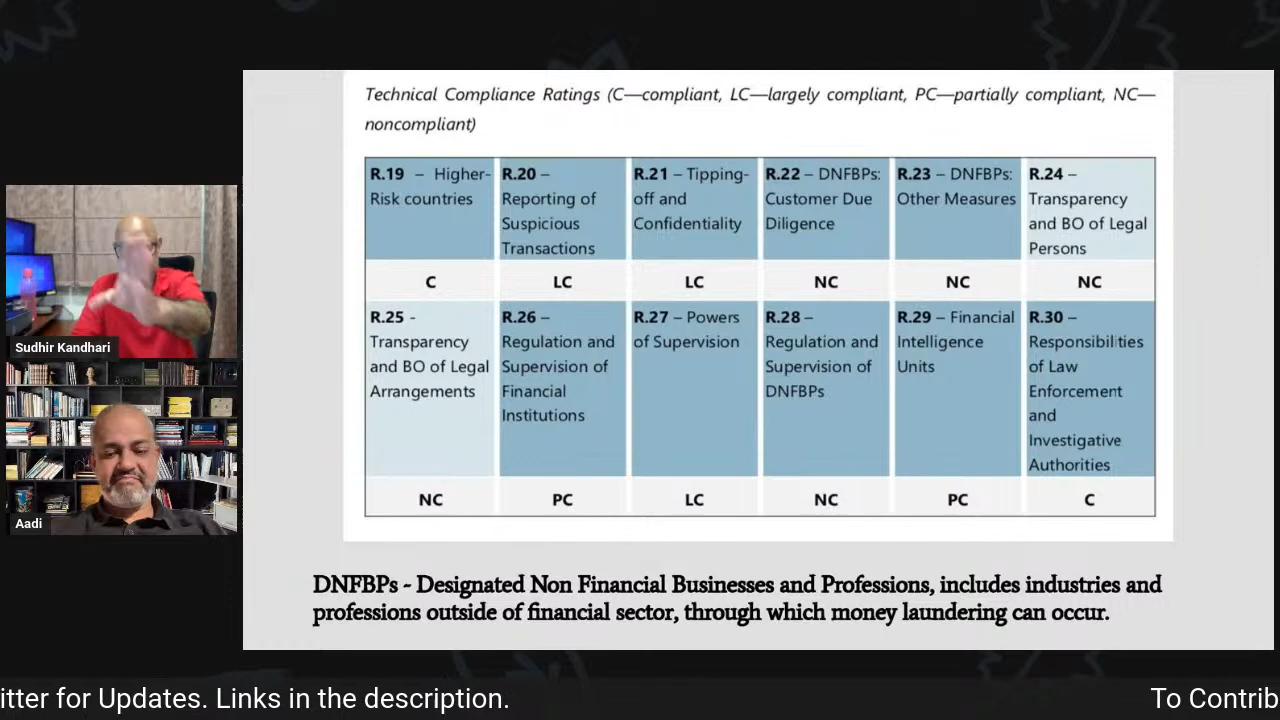 Technical Compliance Ratings (C—compliant, LC—largely compliant, PC—partially compliant, NC—
noncompliant)
R.19 – Higher-
Risk countries
R.20 –
Reporting of
Suspicious
Transactions
R.21 – Tipping-
off and
Confidentiality
R.22 – DNFBPs:
Customer Due
Diligence
R.23 – DNFBPs:
Other Measures
R.24 –
Transparency
and BO of Legal
Persons
C LC LC NC NC NC
R.25 -
Transparency
and BO of Legal
Arrangements
R.26 –
Regulation and
Supervision of
Financial
Institutions
R.27 – Powers
of Supervision
R.28 –
Regulation and
Supervision of
DNFBPs
R.29 – Financial
Intelligence
Units
R.30 –
Responsibilities
of Law
Enforcement
and
Investigative
Authorities
NC PC LC NC PC C
Sudhir Kandhari
Aadi
DNFBPs - Designated Non Financial Businesses and Professions, includes industries and
professions outside of financial sector, through which money laundering can occur.
itter for Updates. Links in the description. To Contrib